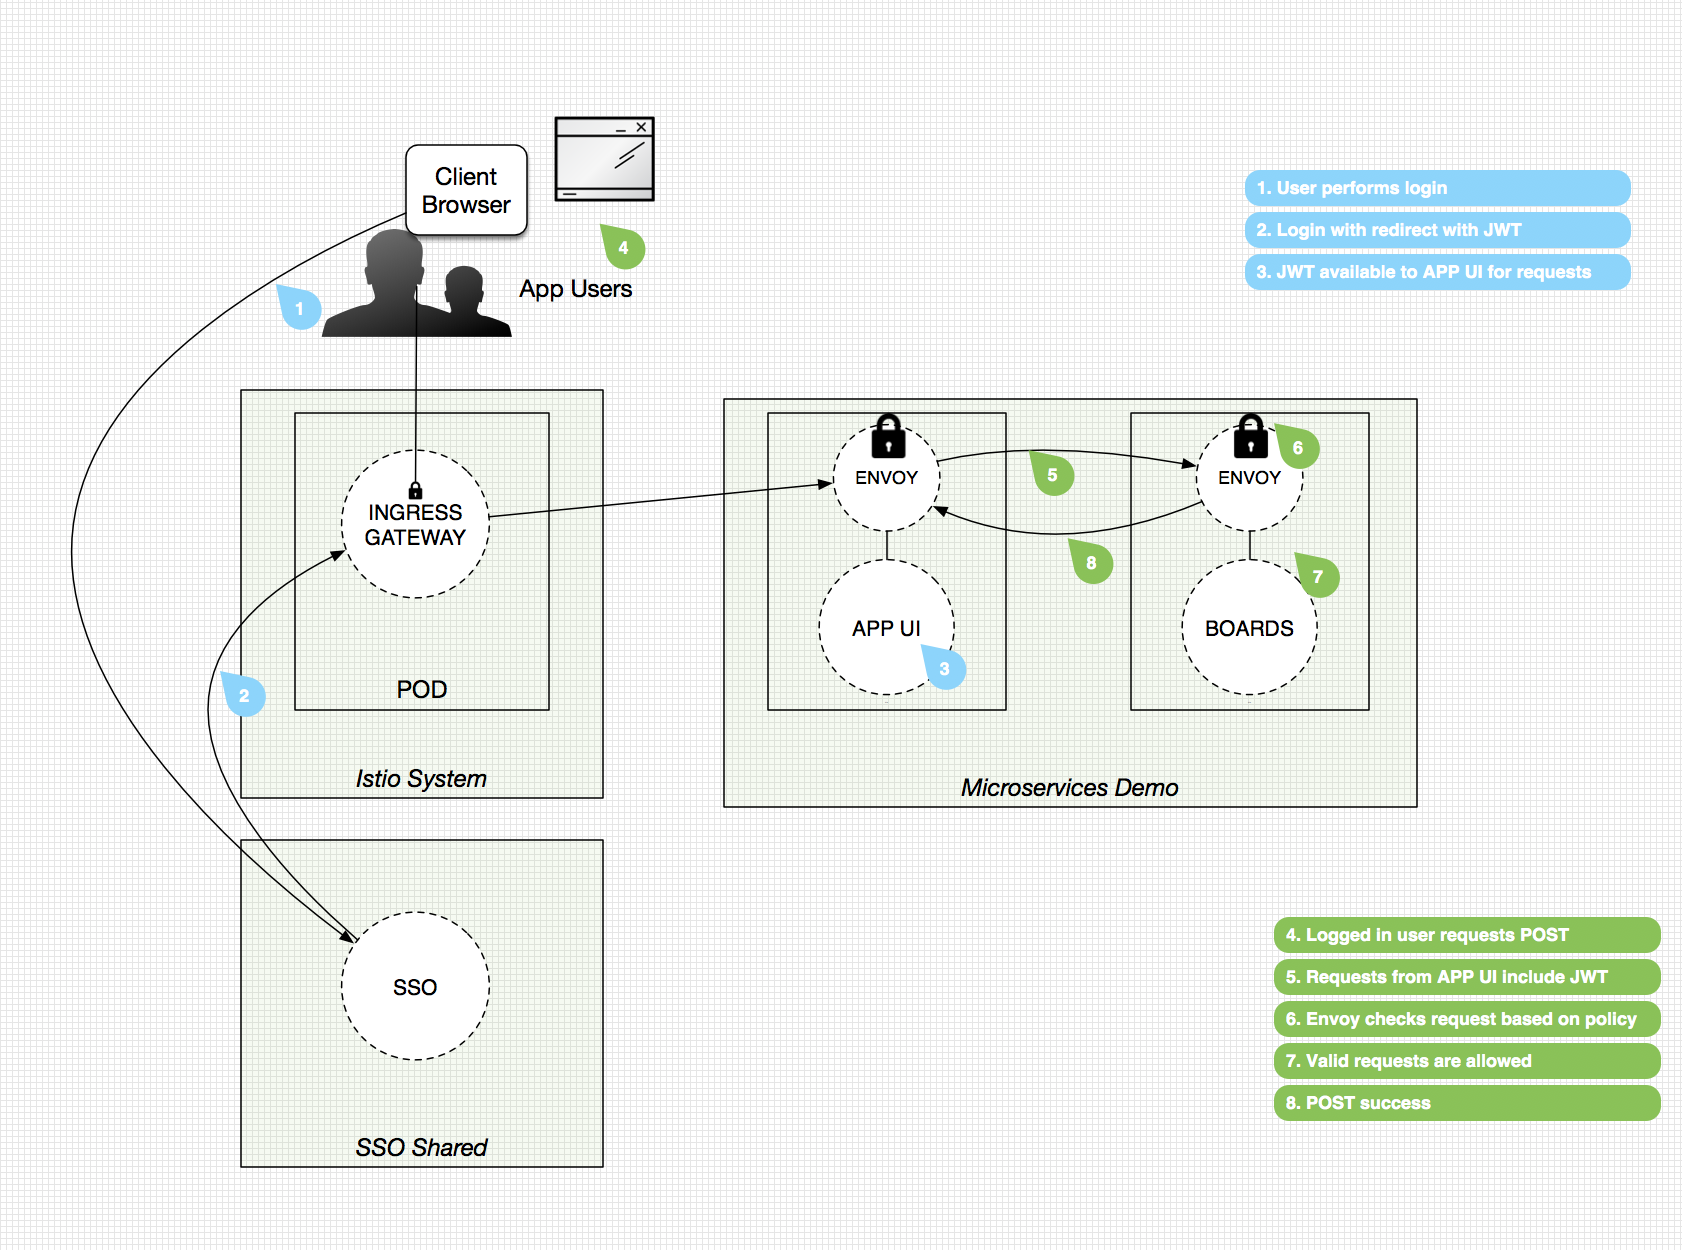 Client
Browser
4
App Users
1
1. User performs login
2. Login with redirect with JWT
3. JWT available to APP UI for requests
INGRESS
GATEWAY
POD
2
Istio System
ENVOY
5
ENVOY
6
8
7
APP UI
3
BOARDS
Microservices Demo
SSO
SSO Shared
4. Logged in user requests POST
5. Requests from APP UI include JWT
6. Envoy checks request based on policy
7. Valid requests are allowed
8. POST success